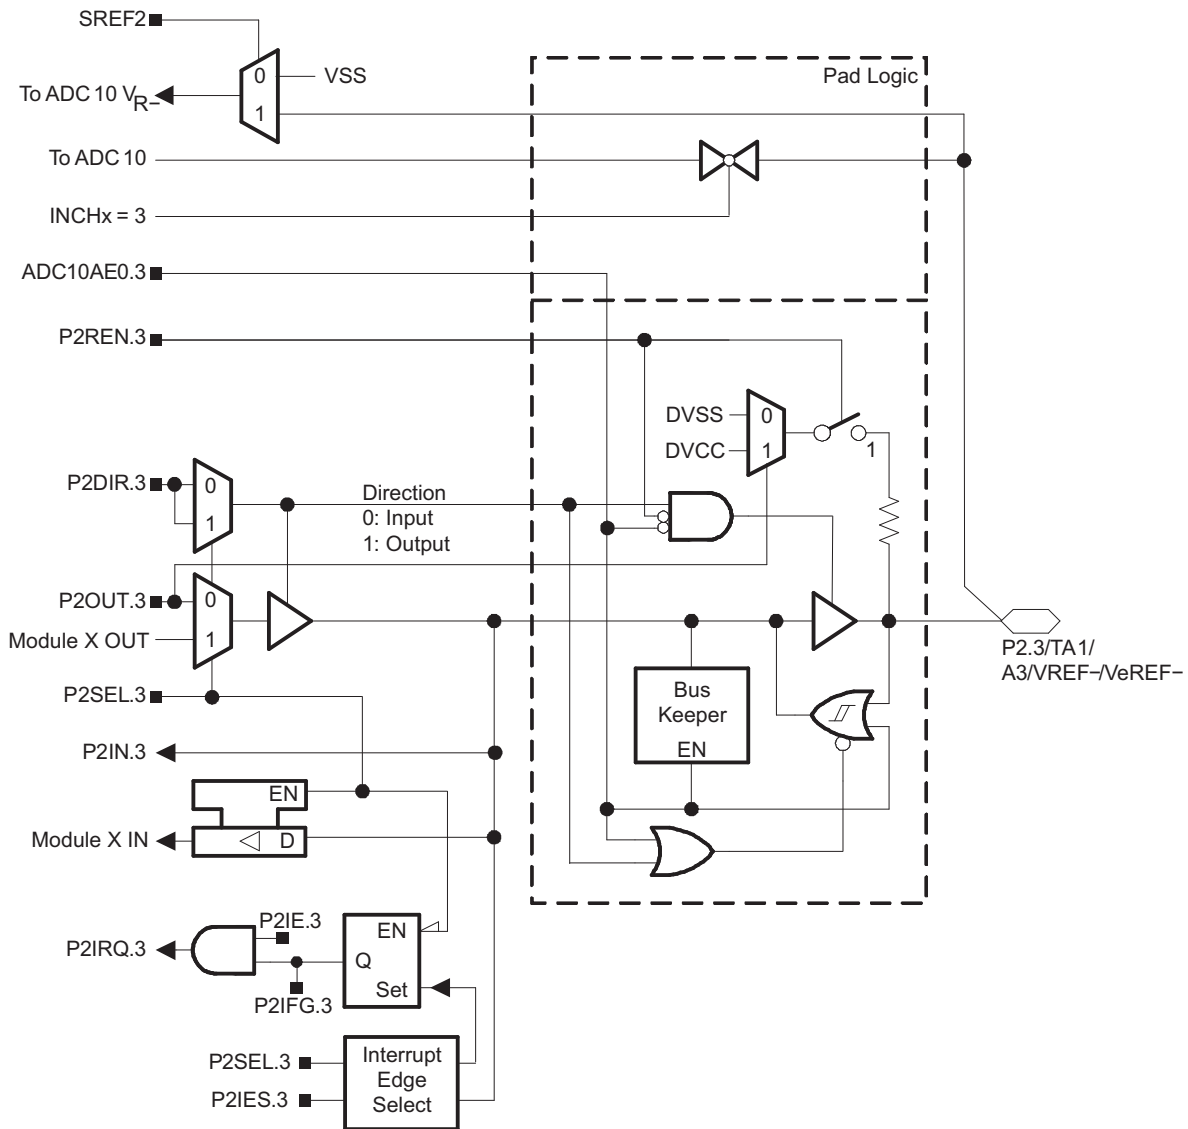 SREF2
0
VSS
Pad Logic
To ADC 10 VR−
1
To ADC 10
INCHx = 3
ADC10AE0.3
P2REN.3
DVSS
0
DVCC
1
1
P2DIR.3
0
1
Direction
0: Input
1: Output
P2OUT.3
0
Module X OUT
1
P2.3/TA1/
A3/VREF−/VeREF−
P2SEL.3
Bus
Keeper
EN
P2IN.3
EN
Module X IN
D
P2IE.3
P2IRQ.3
EN
Q
Set
P2IFG.3
P2SEL.3
P2IES.3
Interrupt
Edge
Select